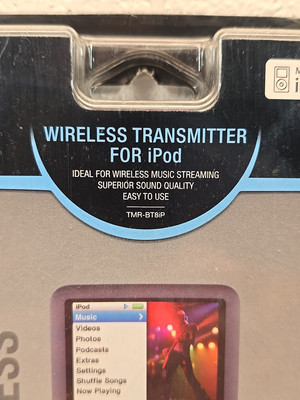 WIRELESS TRANSMITTER
FOR iPod
IDEAL FOR WIRELESS MUSIC STREAMING
SUPERIOR SOUND QUALITY
EASY TO USE
TMR-BT8iP
iPod
Music
Videos
Photos
Podcasts
Extras
Settings
Shuffle Songs
Now Playing
ESS